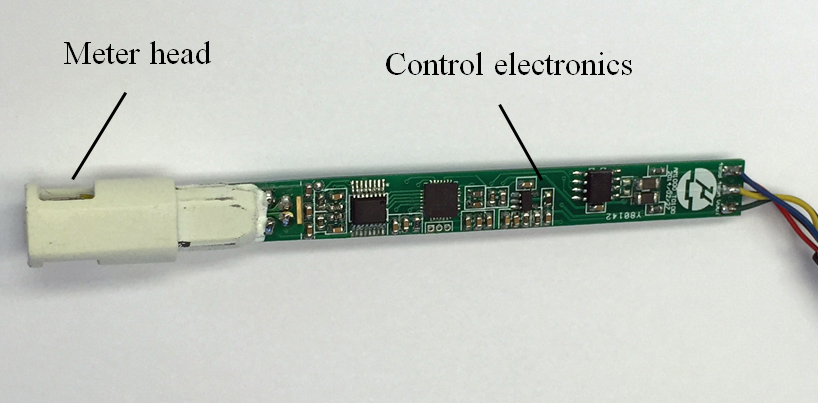 Meter head
Control electronics
Y80142